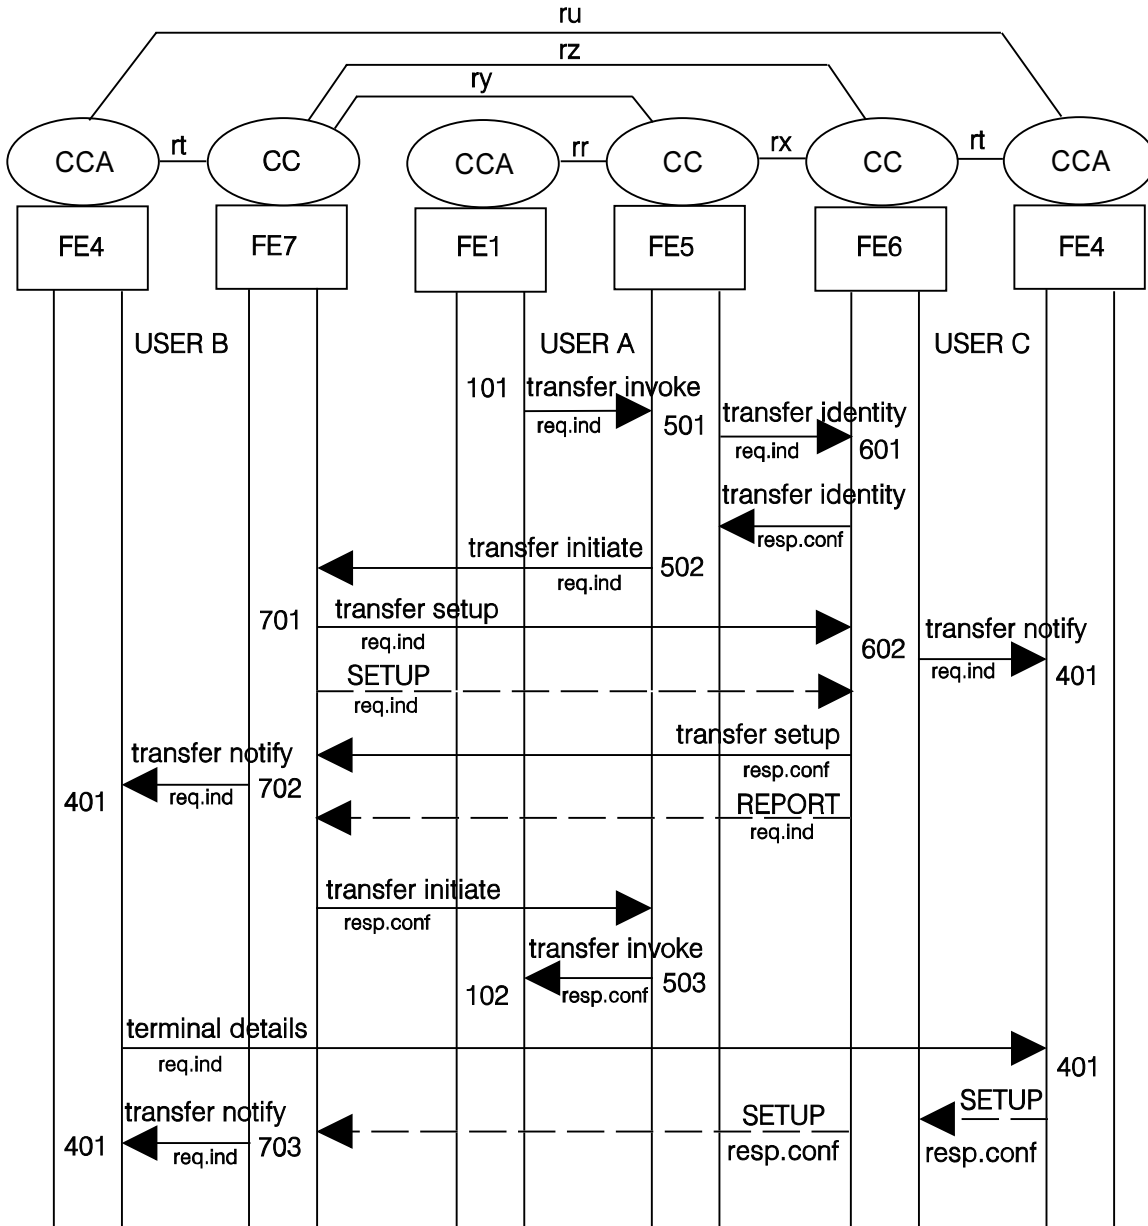 ru
rz
ry
CCA rt CC CCA rr CC rx CC rt CCA
FE4 FE7 FE1 FE5 FE6 FE4
USER B USER A USER C
101 transfer invoke
req.ind 501 transfer identity
req.ind 601
transfer identity
resp.conf
transfer initiate
req.ind 502
701 transfer setup
req.ind 602 transfer notify
req.ind 401
SETUP
req.ind
transfer setup
resp.conf
transfer notify
req.ind 702
401
REPORT
req.ind
transfer initiate
resp.conf
transfer invoke
resp.conf 503
102
terminal details
req.ind 401
transfer notify SETUP SETUP
401 req.ind 703 resp.conf resp.conf